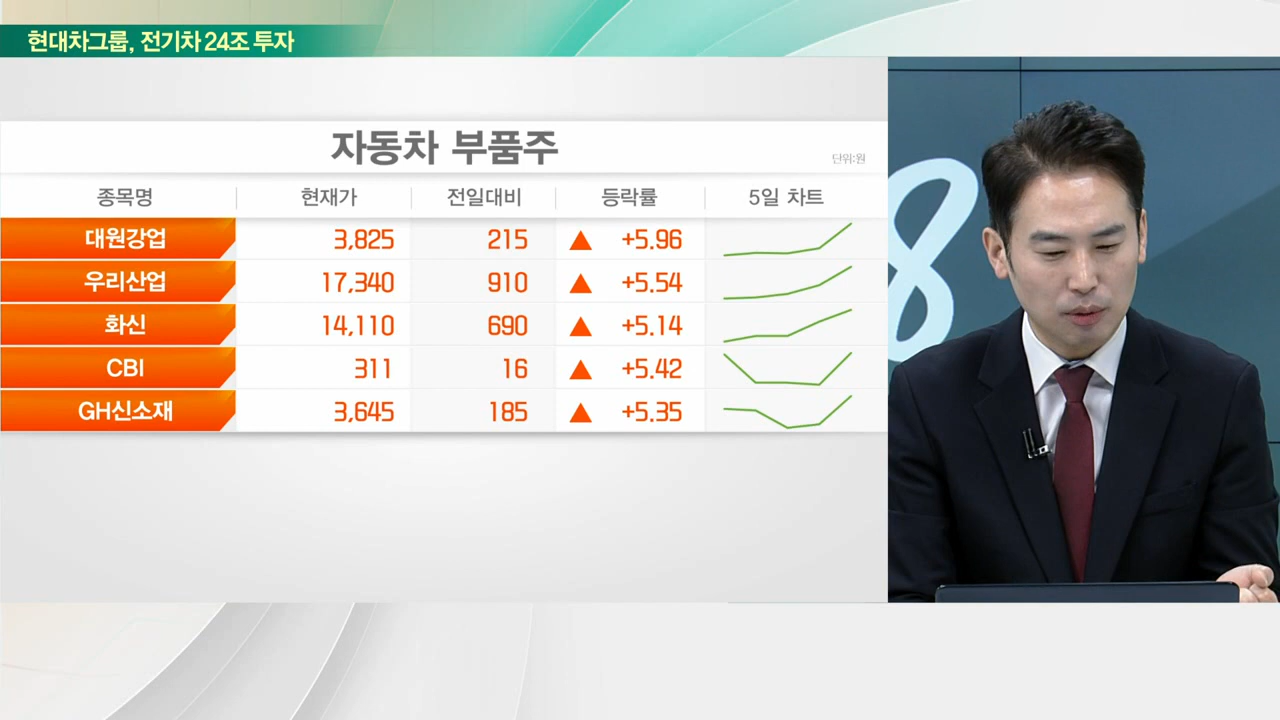 현대차그룹, 전기차 24조 투자
자동차 부품주
단위:원
종목명 현재가 전일대비 등락률 5일 차트
대원강업 3,825 215 ▲ +5.96
우리산업 17,340 910 ▲ +5.54
화신 14,110 690 ▲ +5.14
CBI 311 16 ▲ +5.42
GH신소재 3,645 185 ▲ +5.35
8